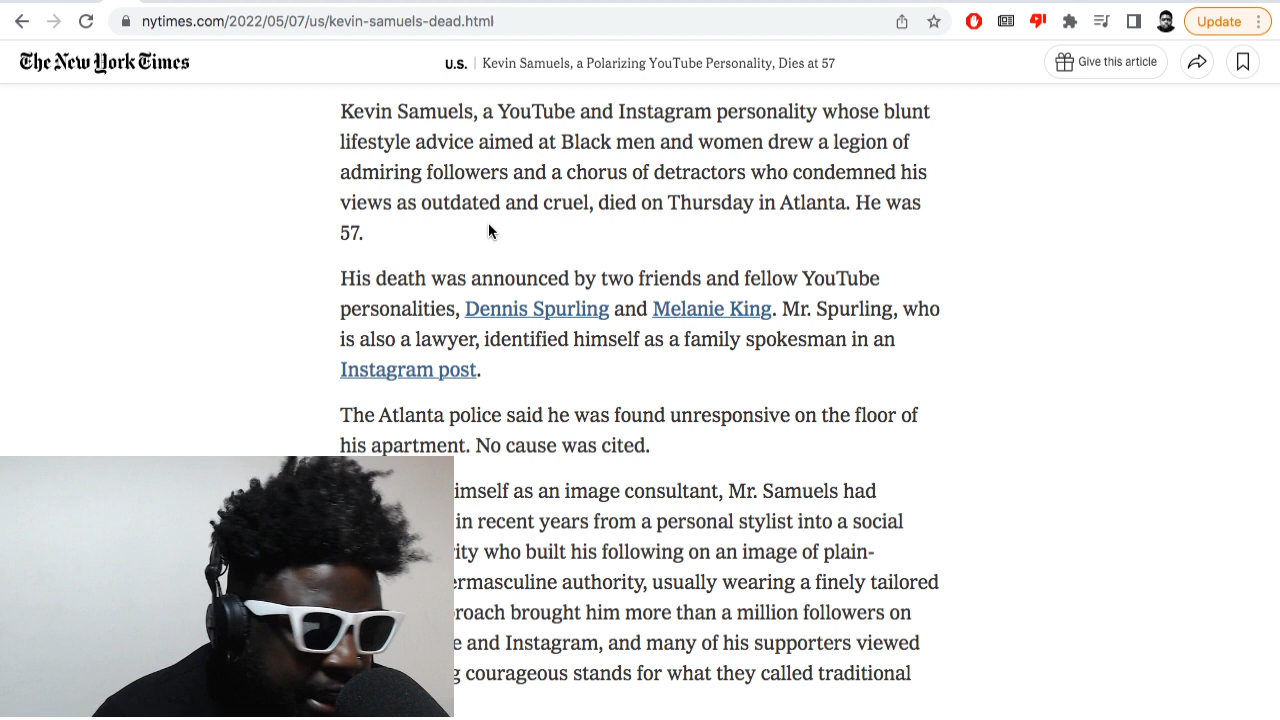 nytimes.com/2022/05/07/us/kevin-samuels-dead.html
Update
The New York Times
U.S. | Kevin Samuels, a Polarizing YouTube Personality, Dies at 57
Give this article
Kevin Samuels, a YouTube and Instagram personality whose blunt
lifestyle advice aimed at Black men and women drew a legion of
admiring followers and a chorus of detractors who condemned his
views as outdated and cruel, died on Thursday in Atlanta. He was
57.
His death was announced by two friends and fellow YouTube
personalities, Dennis Spurling and Melanie King. Mr. Spurling, who
is also a lawyer, identified himself as a family spokesman in an
Instagram post.
The Atlanta police said he was found unresponsive on the floor of
his apartment. No cause was cited.
imself as an image consultant, Mr. Samuels had
in recent years from a personal stylist into a social
ity who built his following on an image of plain-
ermasculine authority, usually wearing a finely tailored
roach brought him more than a million followers on
e and Instagram, and many of his supporters viewed
g courageous stands for what they called traditional